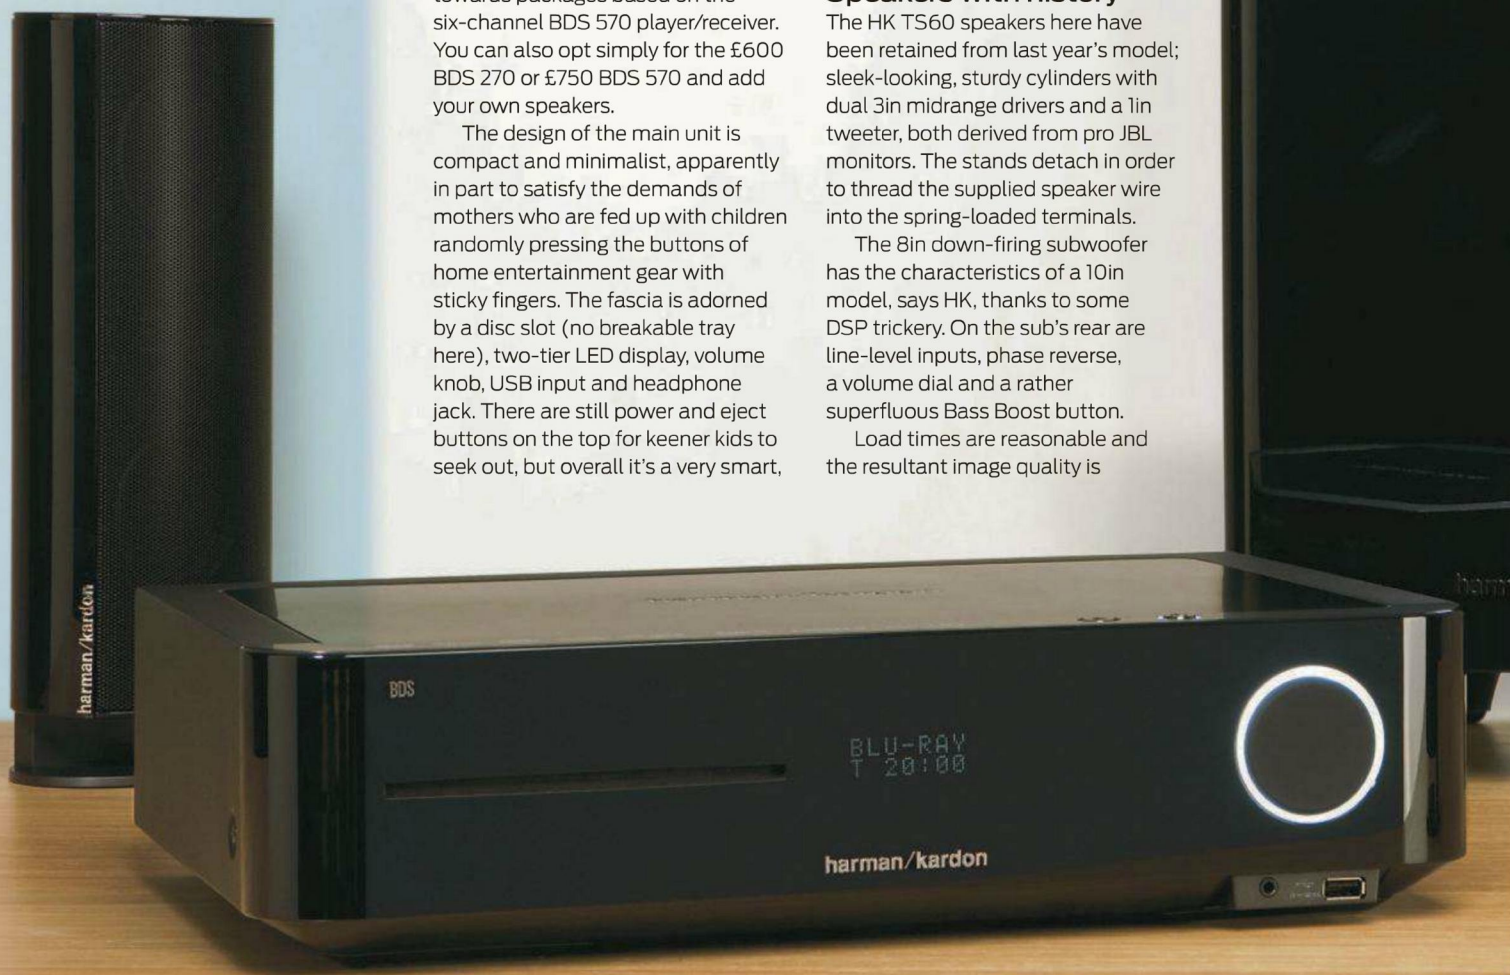 towards packages based on the
six-channel BDS 570 player/receiver.
You can also opt simply for the £600
BDS 270 or £750 BDS 570 and add
your own speakers.
The design of the main unit is
compact and minimalist, apparently
in part to satisfy the demands of
mothers who are fed up with children
randomly pressing the buttons of
home entertainment gear with
sticky fingers. The fascia is adorned
by a disc slot (no breakable tray
here), two-tier LED display, volume
knob, USB input and headphone
jack. There are still power and eject
buttons on the top for keener kids to
seek out, but overall it's a very smart,
Speakers with history
The HK TS60 speakers here have
been retained from last year's model;
sleek-looking, sturdy cylinders with
dual 3in midrange drivers and a 1in
tweeter, both derived from pro JBL
monitors. The stands detach in order
to thread the supplied speaker wire
into the spring-loaded terminals.
The 8in down-firing subwoofer
has the characteristics of a 10in
model, says HK, thanks to some
DSP trickery. On the sub's rear are
line-level inputs, phase reverse,
a volume dial and a rather
superfluous Bass Boost button.
Load times are reasonable and
the resultant image quality is
harman/kardon
BDS
BLU-RAY
T 20:00
harman/kardon